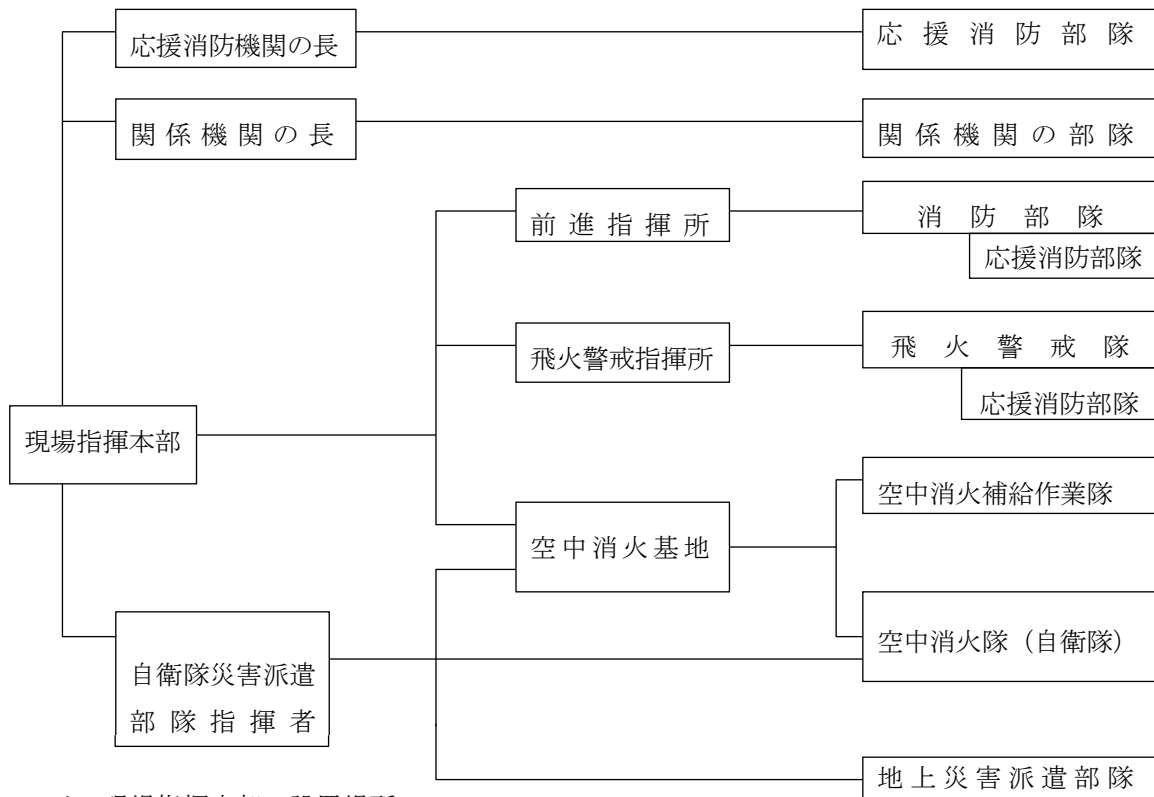 応援消防機関の長
応援消防部隊
関係機関の長
関係機関の部隊
前進指揮所
消防部隊
応援消防部隊
飛火警戒指揮所
飛火警戒隊
応援消防部隊
現場指揮本部
空中消火補給作業隊
空中消火基地
空中消火隊（自衛隊）
自衛隊災害派遣
部隊指揮者
地上災害派遣部隊